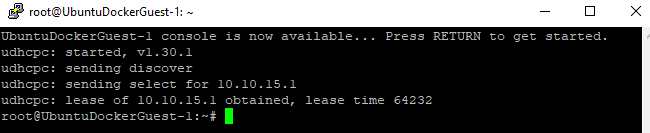 root@UbuntuDockerGuest-1: ~
UbuntuDockerGuest-1 console is now available... Press RETURN to get started.
udhcpc: started, v1.30.1
udhcpc: sending discover
udhcpc: sending select for 10.10.15.1
udhcpc: lease of 10.10.15.1 obtained, lease time 64232
root@UbuntuDockerGuest-1:~#